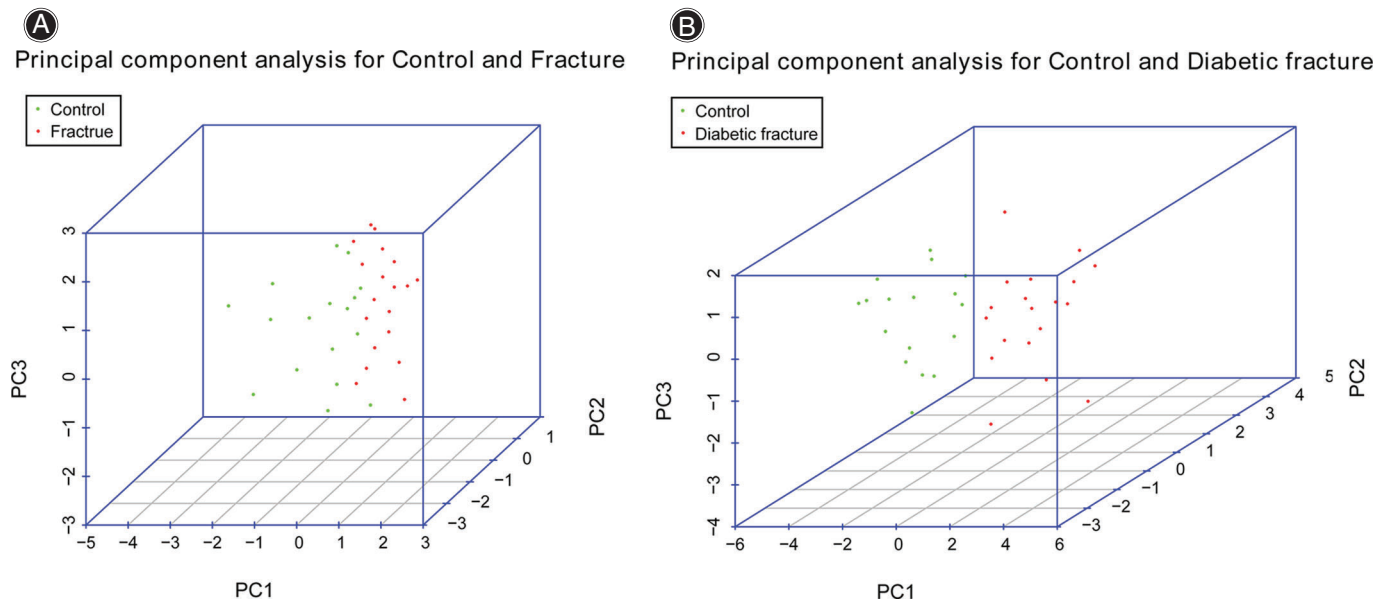 A
Principal component analysis for Control and Fracture
Control
Fractrue
3
2
1
0
−1
−2
−3
PC3
−5 −4 −3 −2 −1 0 1 2 3
PC1
−3
−2
−1
0
1
PC2
B
Principal component analysis for Control and Diabetic fracture
Control
Diabetic fracture
2
1
0
−1
−2
−3
−4
PC3
−6 −4 −2 0 2 4 6
PC1
−3
−2
−1
0
1
2
3
4
5
PC2